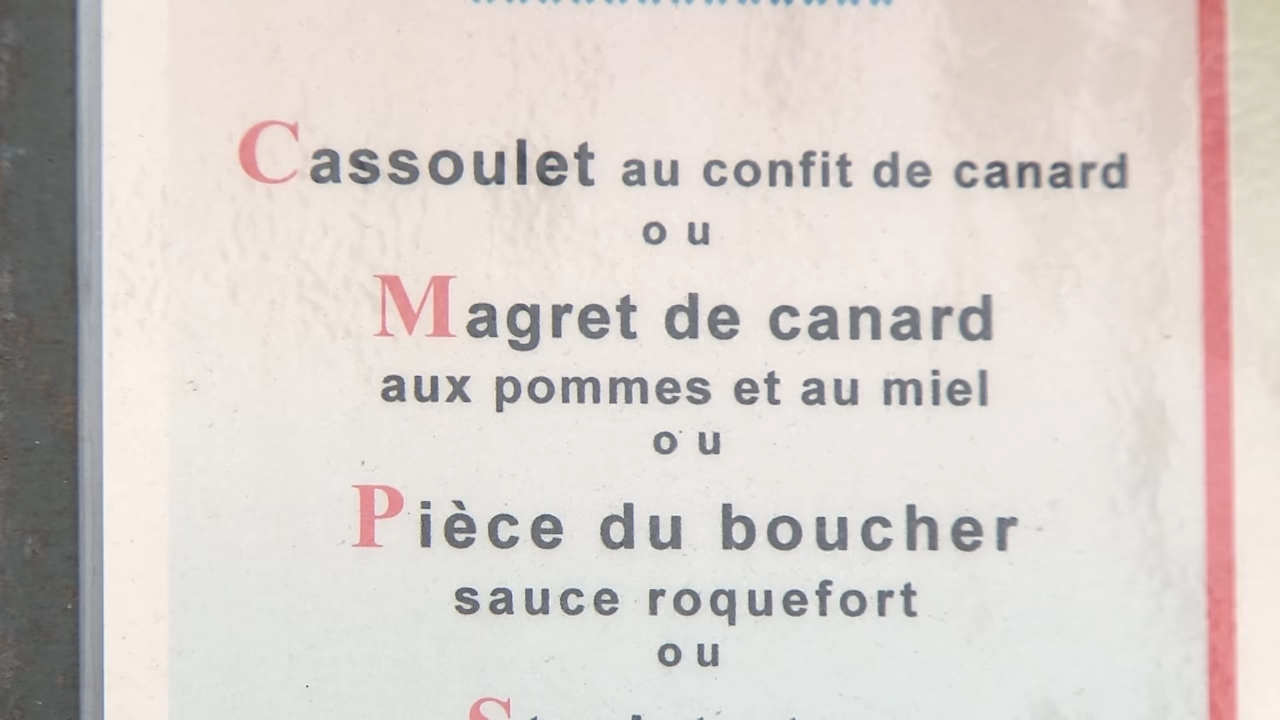 Cassoulet au confit de canard
ou
Magret de canard
aux pommes et au miel
ou
Pièce du boucher
sauce roquefort
ou